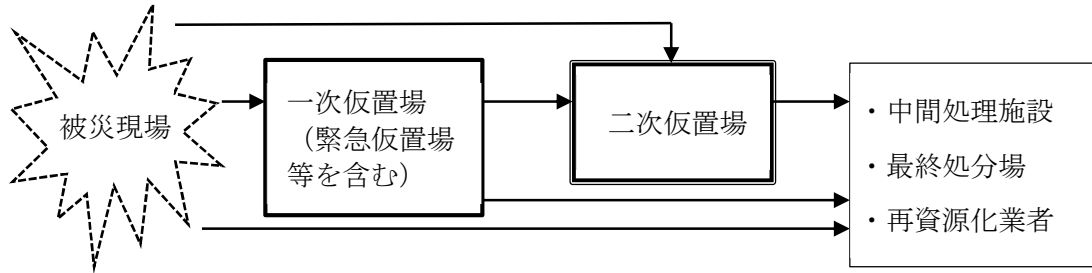 被災現場
一次仮置場
（緊急仮置場
等を含む）
二次仮置場
・中間処理施設
・最終処分場
・再資源化業者